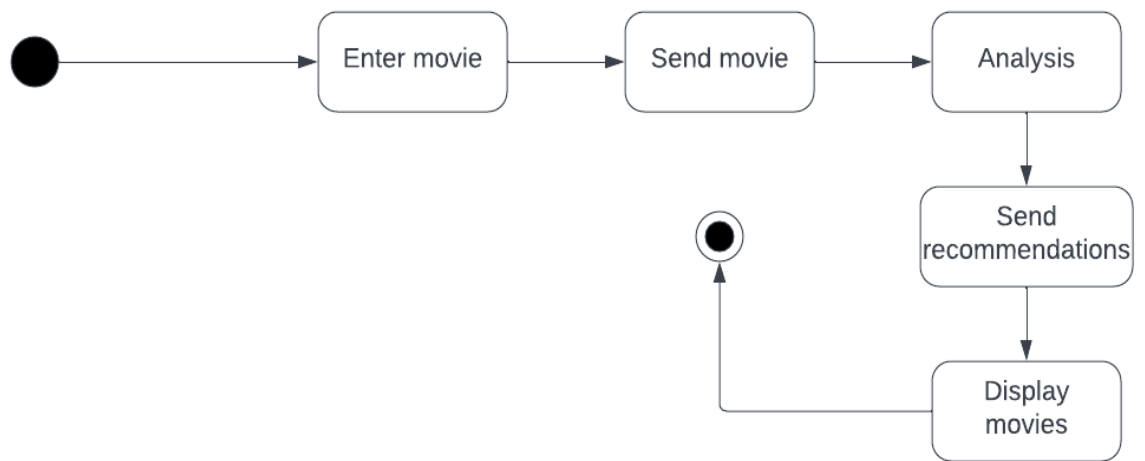 Enter movie
Send movie
Analysis
Send
recommendations
Display
movies